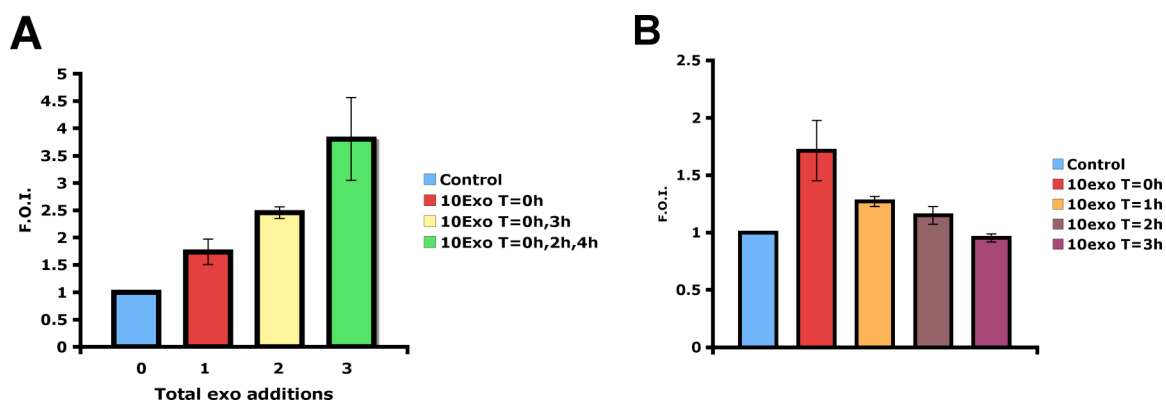 A
F.O.I.
5
4.5
4
3.5
3
2.5
2
1.5
1
0.5
0
0 1 2 3
Total exo additions
Control
10Exo T=0h
10Exo T=0h,3h
10Exo T=0h,2h,4h
B
F.O.I.
2.5
2
1.5
1
0.5
0
Control
10exo T=0h
10exo T=1h
10exo T=2h
10exo T=3h